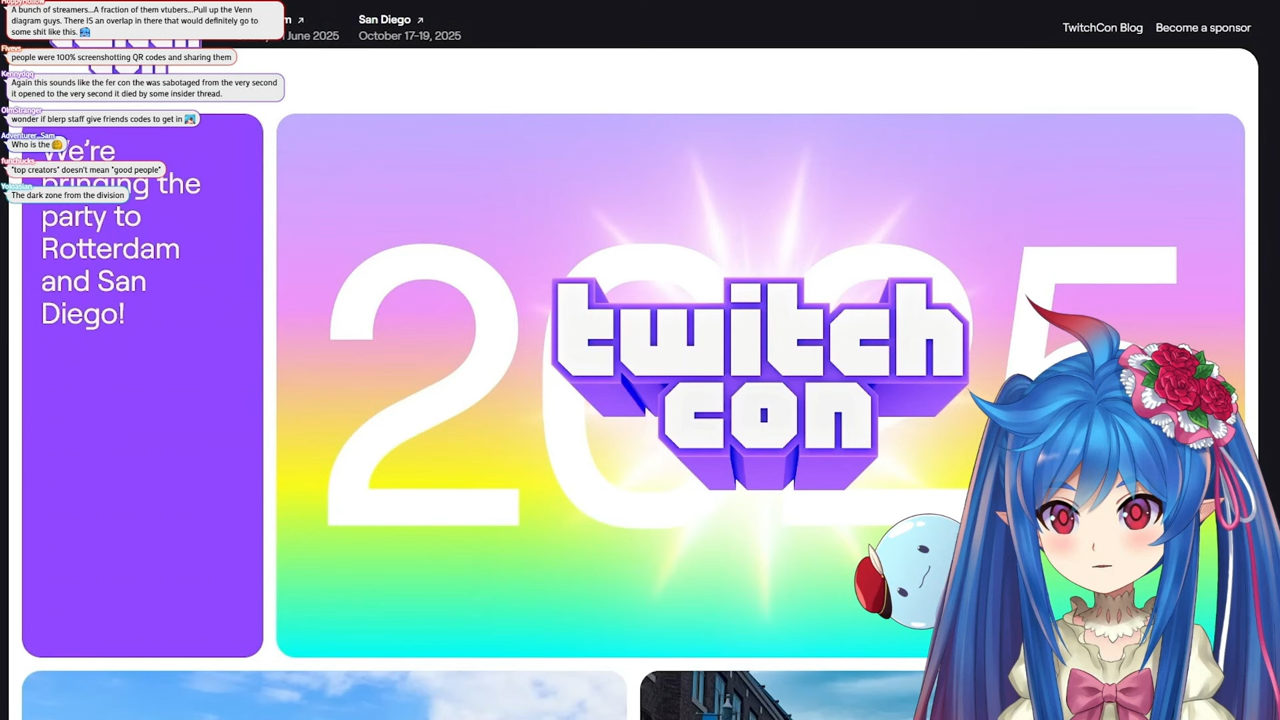 A bunch of streamers...A fraction of them vtubers...Pull up the Venn
diagram guys. There IS an overlap in there that would definitely go to
some shit like this.
June 2025
San Diego ↗
October 17-19, 2025
TwitchCon Blog
Become a sponsor
people were 100% screenshotting QR codes and sharing them
Kennydqq
Again this sounds like the fer con the was sabotaged from the very second
it opened to the very second it died by some insider thread.
OlmStranger
wonder if blerp staff give friends codes to get in
Adventurer_Sam
Who is the
funchucks
"top creators" doesn't mean "good people"
The dark zone from the division
We're
bringing the
party to
Rotterdam
and San
Diego!
2025
twitch
con